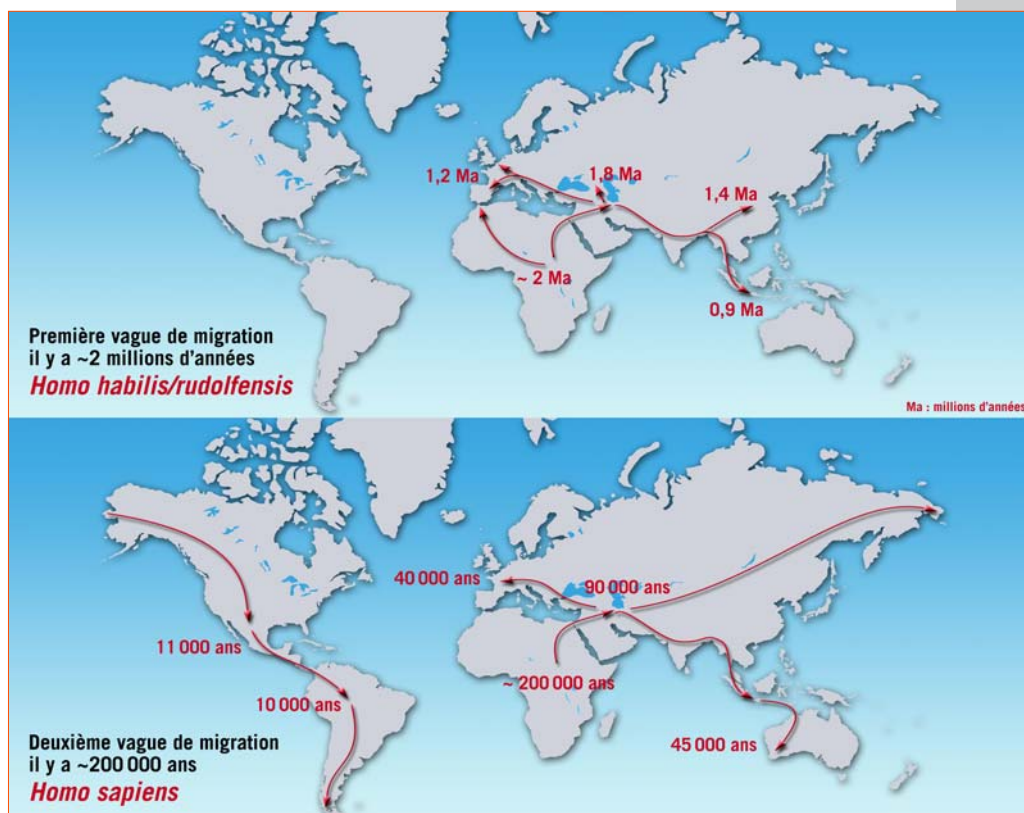 1,2 Ma
1,8 Ma
1,4 Ma
~ 2 Ma
0,9 Ma
Première vague de migration
il y a ~2 millions d'années
Homo habilis/rudolfensis
Ma : millions d'années
40 000 ans
90 000 ans
11 000 ans
~ 200 000 ans
10 000 ans
45 000 ans
Deuxième vague de migration
il y a ~200 000 ans
Homo sapiens